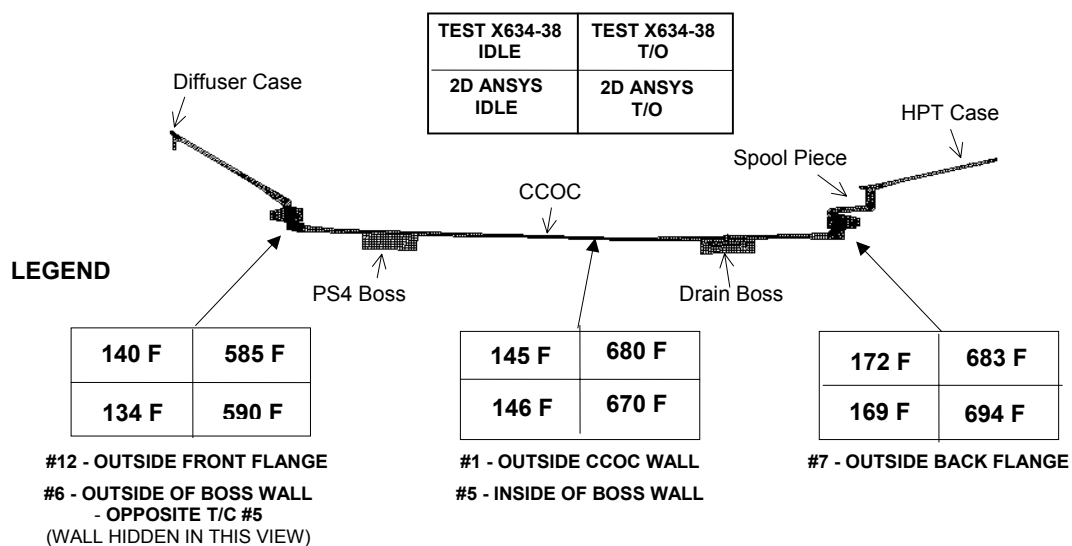 TEST X634-38
IDLE
TEST X634-38
T/O
2D ANSYS
IDLE
2D ANSYS
T/O
Diffuser Case
HPT Case
Spool Piece
CCOC
LEGEND
PS4 Boss
Drain Boss
140 F
585 F
134 F
590 F
145 F
680 F
146 F
670 F
172 F
683 F
169 F
694 F
#12 - OUTSIDE FRONT FLANGE
#6 - OUTSIDE OF BOSS WALL
- OPPOSITE T/C #5
(WALL HIDDEN IN THIS VIEW)
#1 - OUTSIDE CCOC WALL
#5 - INSIDE OF BOSS WALL
#7 - OUTSIDE BACK FLANGE